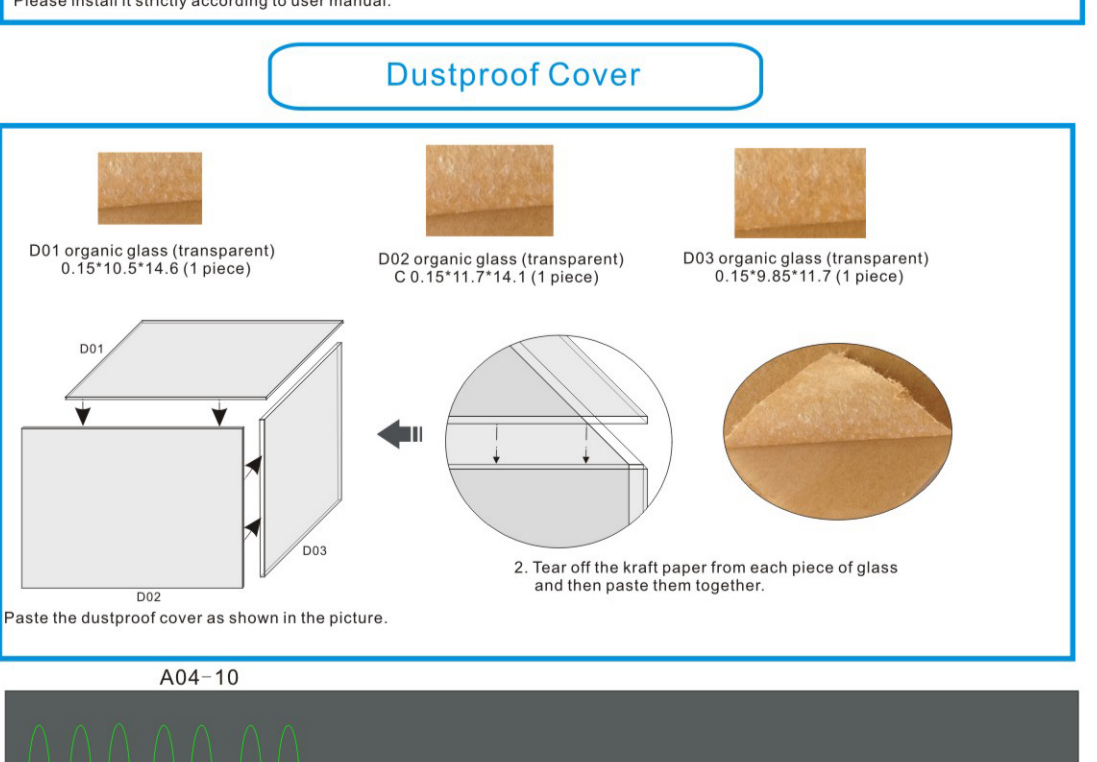 Please install it strictly according to user manual.
Dustproof Cover
D01 organic glass (transparent)
0.15*10.5*14.6 (1 piece)
D02 organic glass (transparent)
C 0.15*11.7*14.1 (1 piece)
D03 organic glass (transparent)
0.15*9.85*11.7 (1 piece)
D01
D03
D02
2. Tear off the kraft paper from each piece of glass
and then paste them together.
Paste the dustproof cover as shown in the picture.
A04-10